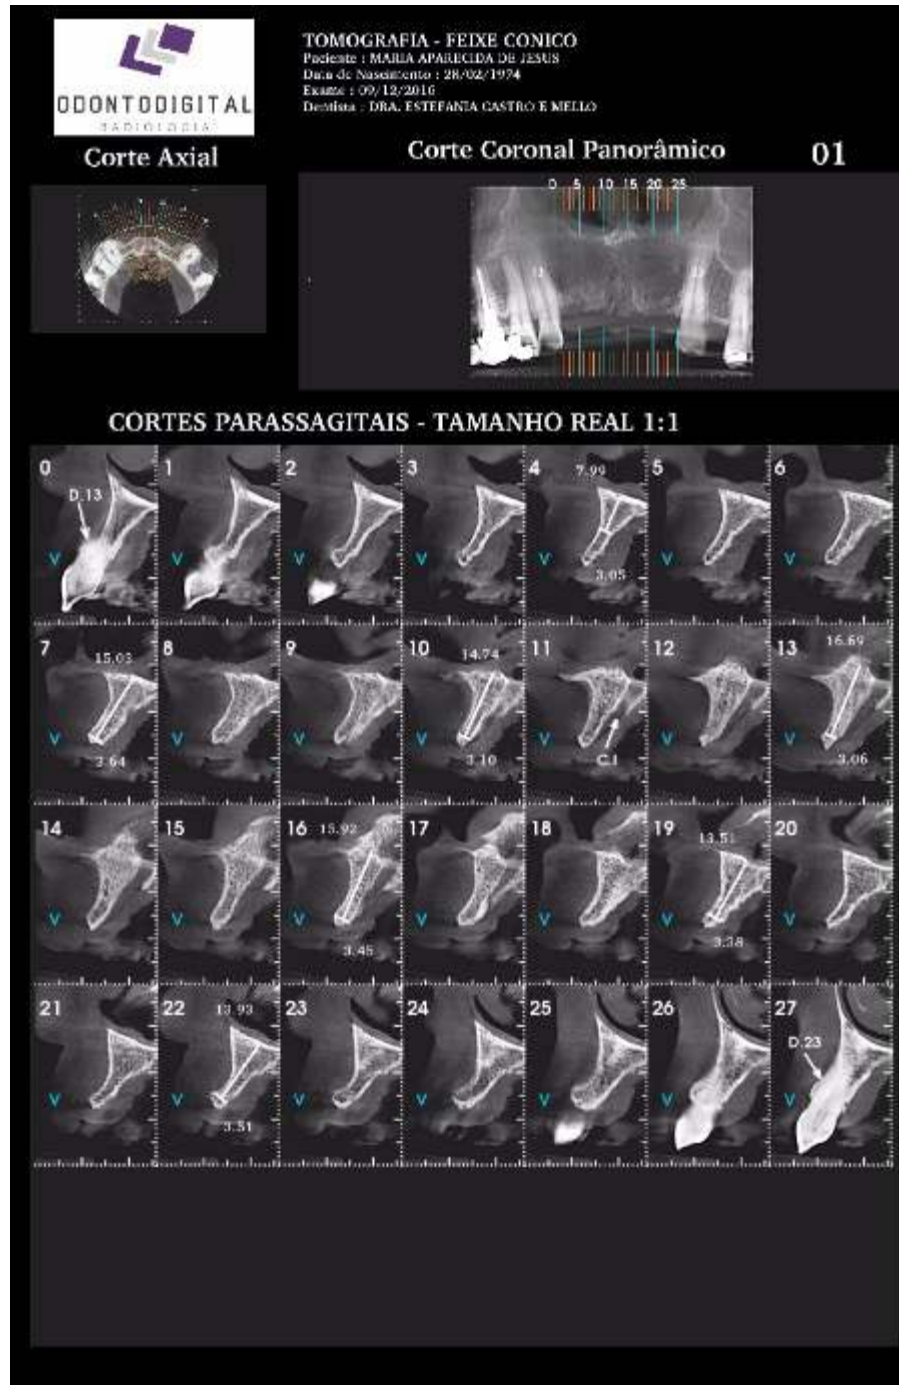 ODONTODIGITAL
RADIOLOGIA
TOMOGRAFIA - FEIXE CONICO
Paciente : MARIA APARECIDA DE JESUS
Data de Nascimento : 28/02/1974
Exame : 09/12/2016
Dentista : DRA. ESTEFANIA CASTRO E MELLO
Corte Axial
Corte Coronal Panorâmico
01
0 5 10 15 20 25
CORTES PARASSAGITAIS - TAMANHO REAL 1:1
0 1 2 3 4 5 6
7.99
D.13
V V V V V V V
3.05
7 8 9 10 11 12 13
15.03 14.74 16.69
V V V V V V V
3.64 3.10 C.I 3.06
14 15 16 17 18 19 20
15.92 13.51
V V V V V V V
3.45 3.38
21 22 23 24 25 26 27
13.93
D.23
V V V V V V V
3.51